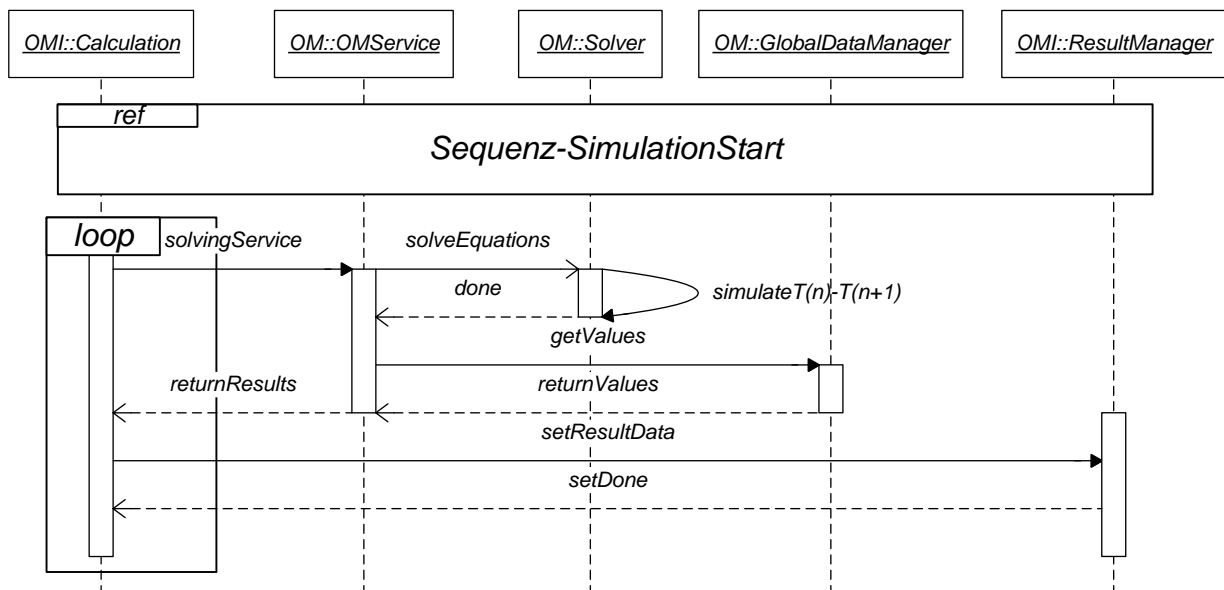 OMI::Calculation
OM::OMService
OM::Solver
OM::GlobalDataManager
OMI::ResultManager
ref
Sequenz-SimulationStart
loop
solvingService
solveEquations
done
simulateT(n)-T(n+1)
getValues
returnResults
returnValues
setResultData
setDone